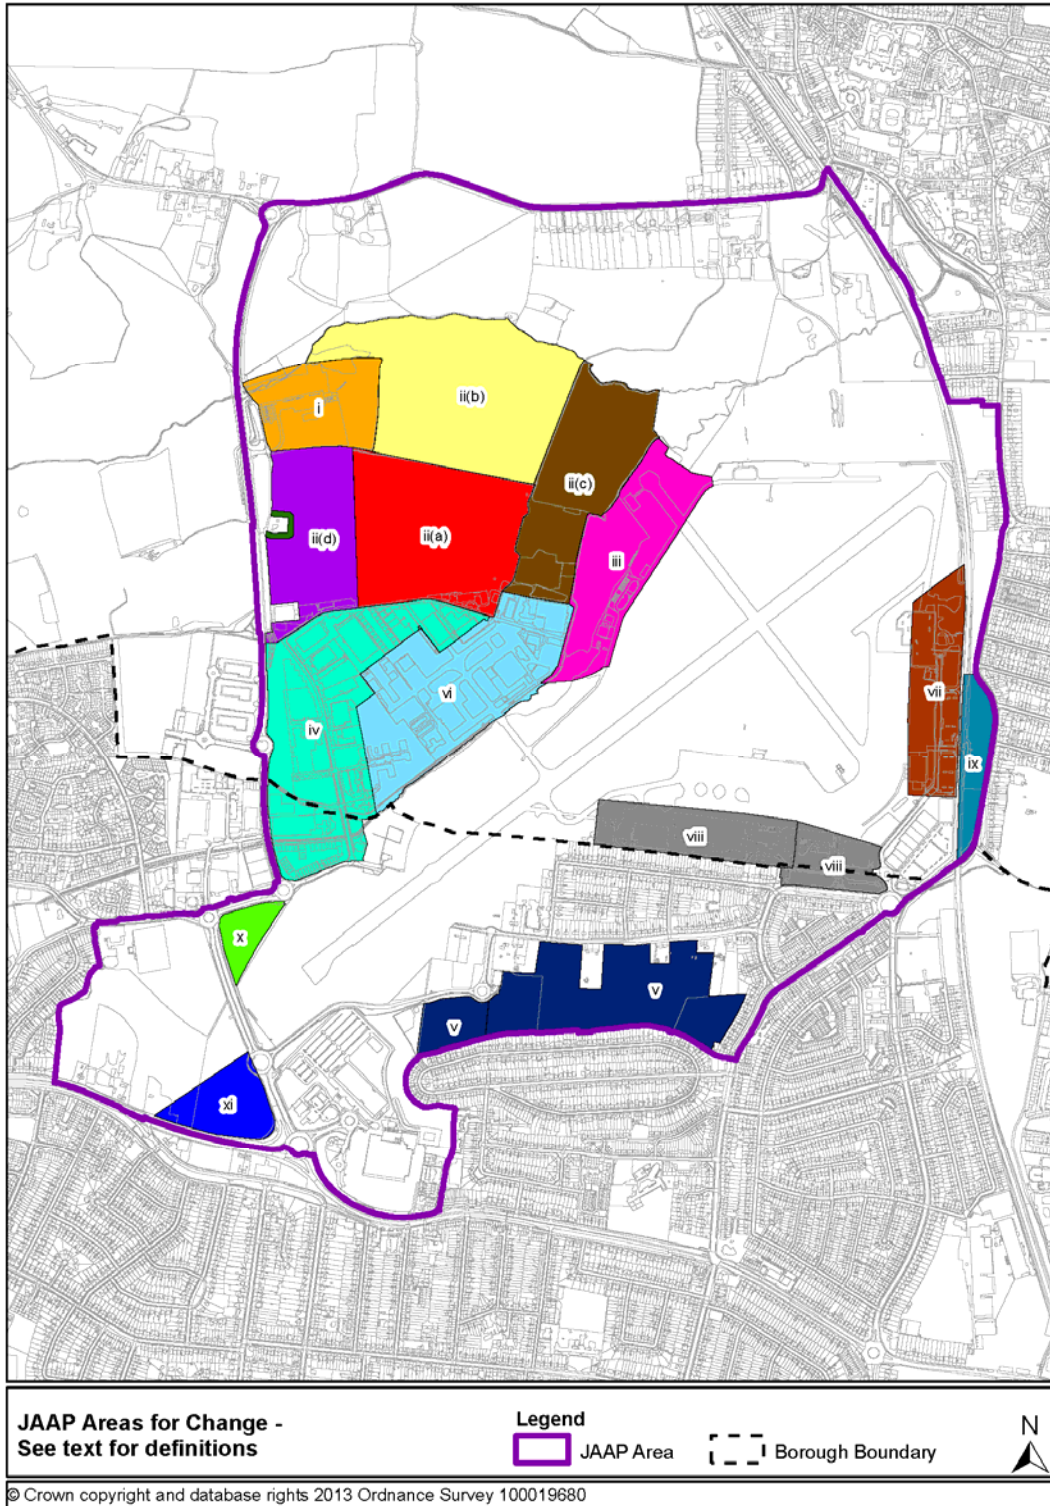 ii(b)
i
ii(c)
ii(d)
ii(a)
iii
vi
vii
iv
ix
viii
viii
x
v
v
xi
JAAP Areas for Change -
See text for definitions
Legend
JAAP Area
Borough Boundary
N
© Crown copyright and database rights 2013 Ordnance Survey 100019680